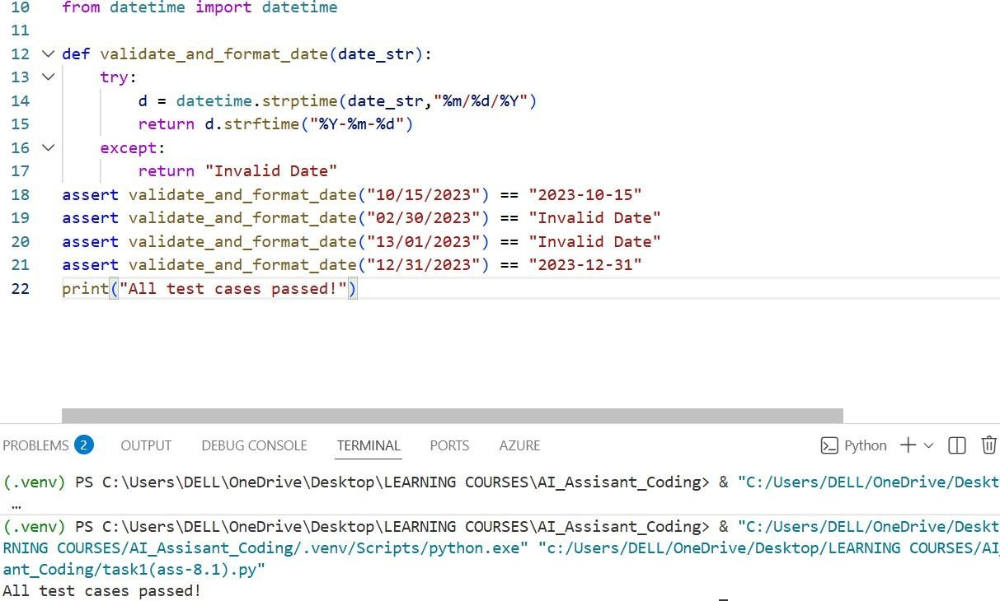 10 from datetime import datetime
11
12 def validate_and_format_date(date_str):
13     try:
14         d = datetime.strptime(date_str,"%m/%d/%Y")
15         return d.strftime("%Y-%m-%d")
16     except:
17         return "Invalid Date"
18 assert validate_and_format_date("10/15/2023") == "2023-10-15"
19 assert validate_and_format_date("02/30/2023") == "Invalid Date"
20 assert validate_and_format_date("13/01/2023") == "Invalid Date"
21 assert validate_and_format_date("12/31/2023") == "2023-12-31"
22 print("All test cases passed!")
PROBLEMS 2 OUTPUT DEBUG CONSOLE TERMINAL PORTS AZURE Python
(.venv) PS C:\Users\DELL\OneDrive\Desktop\LEARNING COURSES\AI_Assisant_Coding> & "C:/Users/DELL/OneDrive/Deskt
…
(.venv) PS C:\Users\DELL\OneDrive\Desktop\LEARNING COURSES\AI_Assisant_Coding> & "C:/Users/DELL/OneDrive/Deskt
RNING COURSES/AI_Assisant_Coding/.venv/Scripts/python.exe" "c:/Users/DELL/OneDrive/Desktop/LEARNING COURSES/AI_
ant_Coding/task1(ass-8.1).py"
All test cases passed!